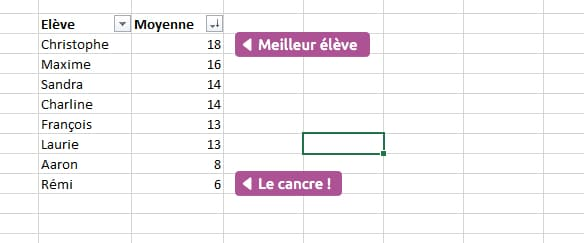 Elève Moyenne
Christophe 18 Meilleur élève
Maxime 16
Sandra 14
Charline 14
François 13
Laurie 13
Aaron 8
Rémi 6 Le cancre !